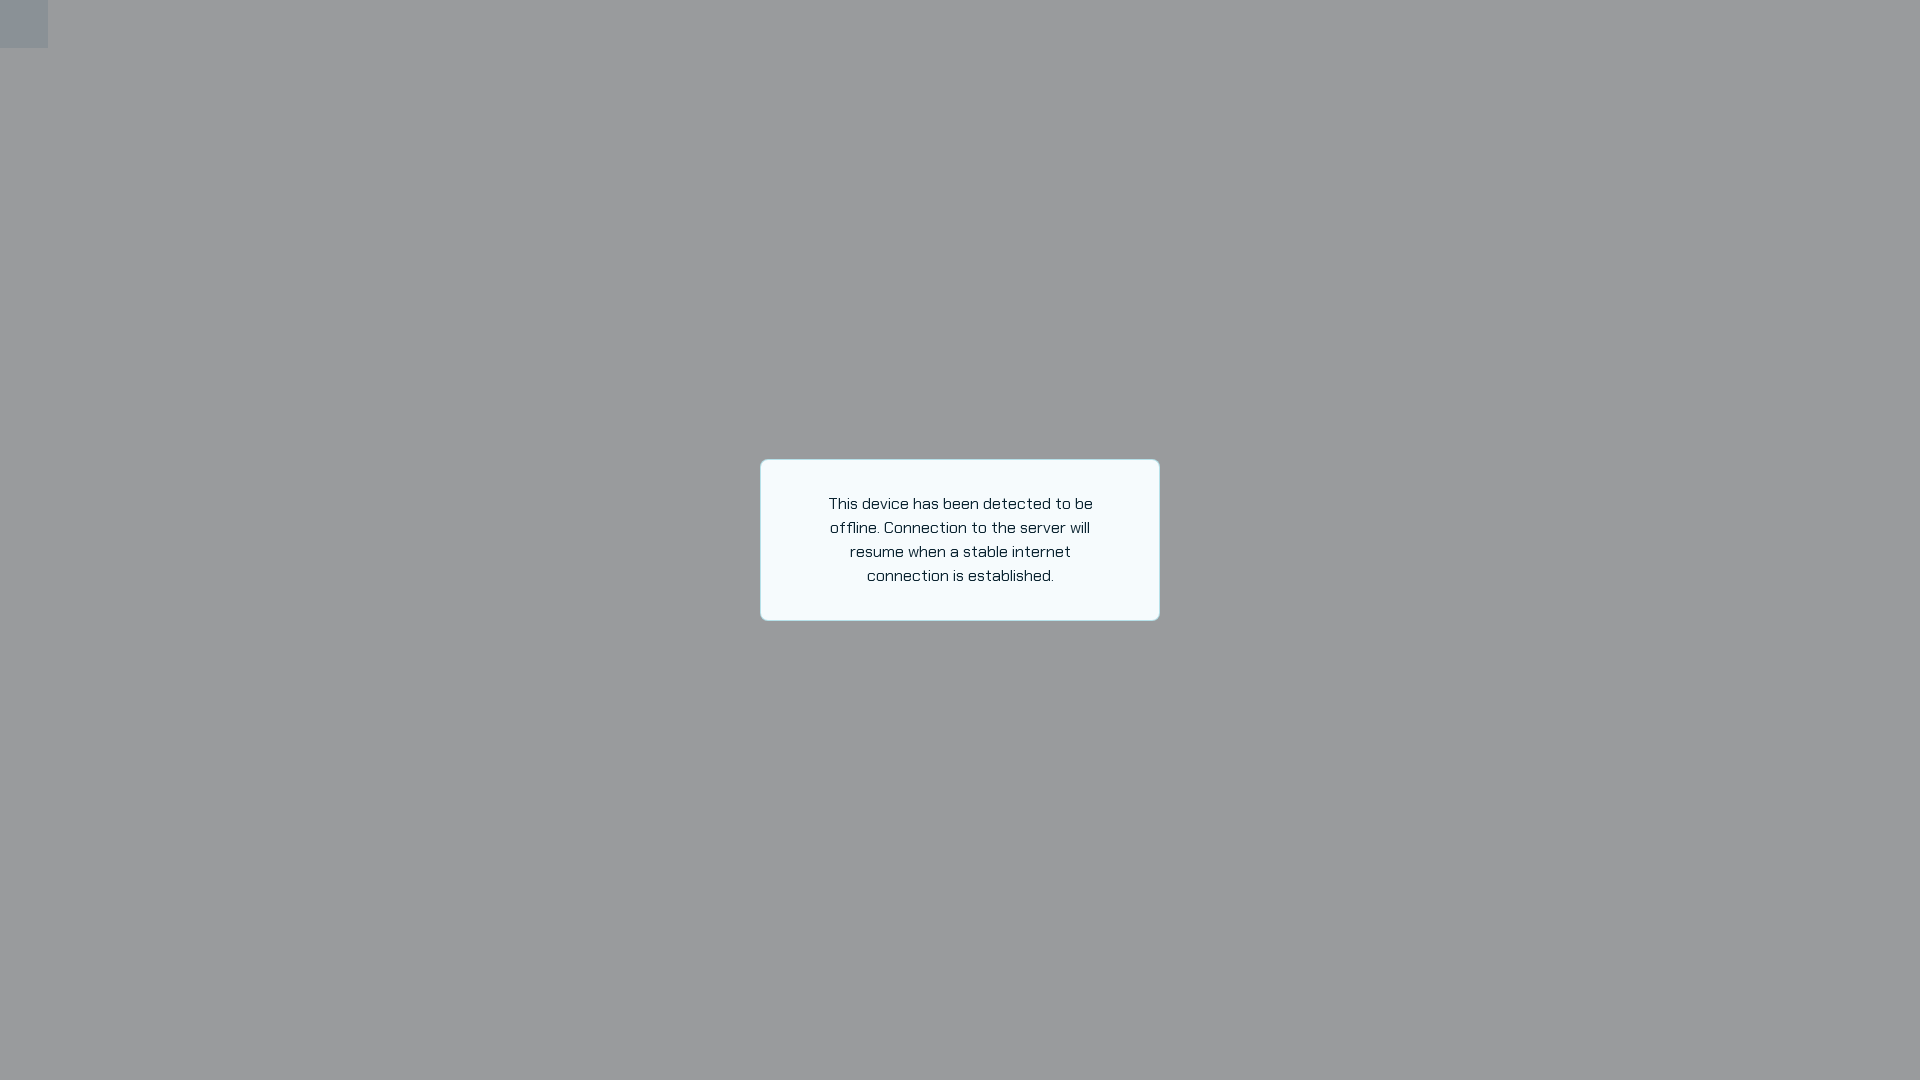 This device has been detected to be
offline. Connection to the server will
resume when a stable internet
connection is established.